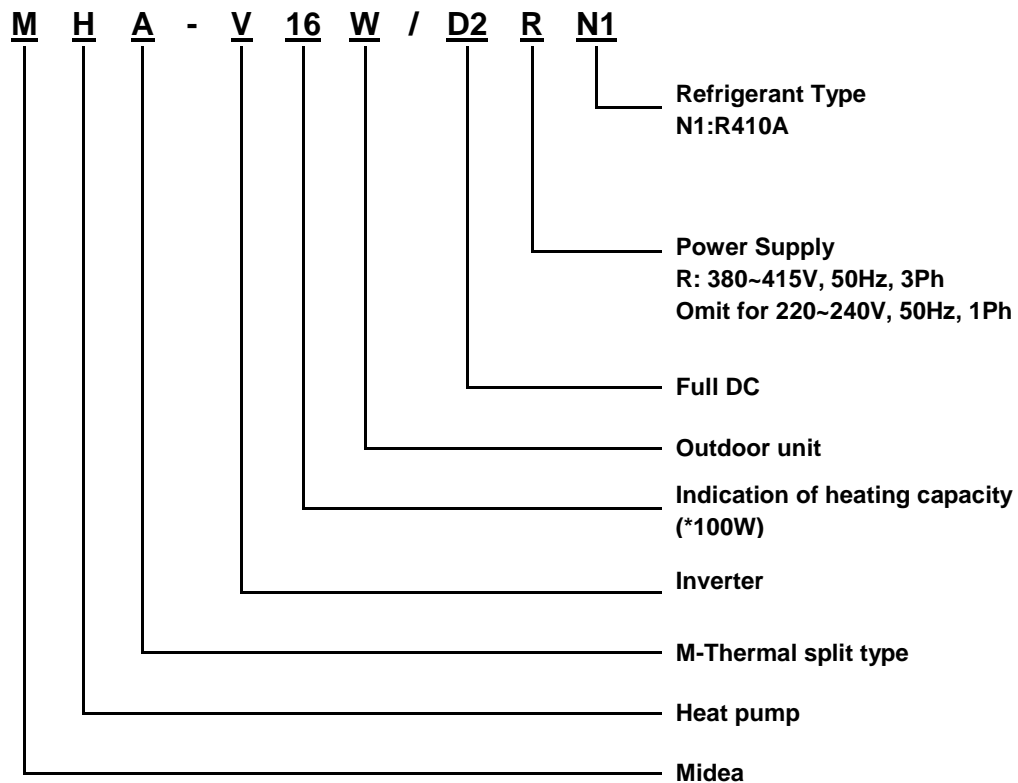 M H A - V 16 W / D2 R N1
Refrigerant Type
N1:R410A
Power Supply
R: 380~415V, 50Hz, 3Ph
Omit for 220~240V, 50Hz, 1Ph
Full DC
Outdoor unit
Indication of heating capacity
(*100W)
Inverter
M-Thermal split type
Heat pump
Midea